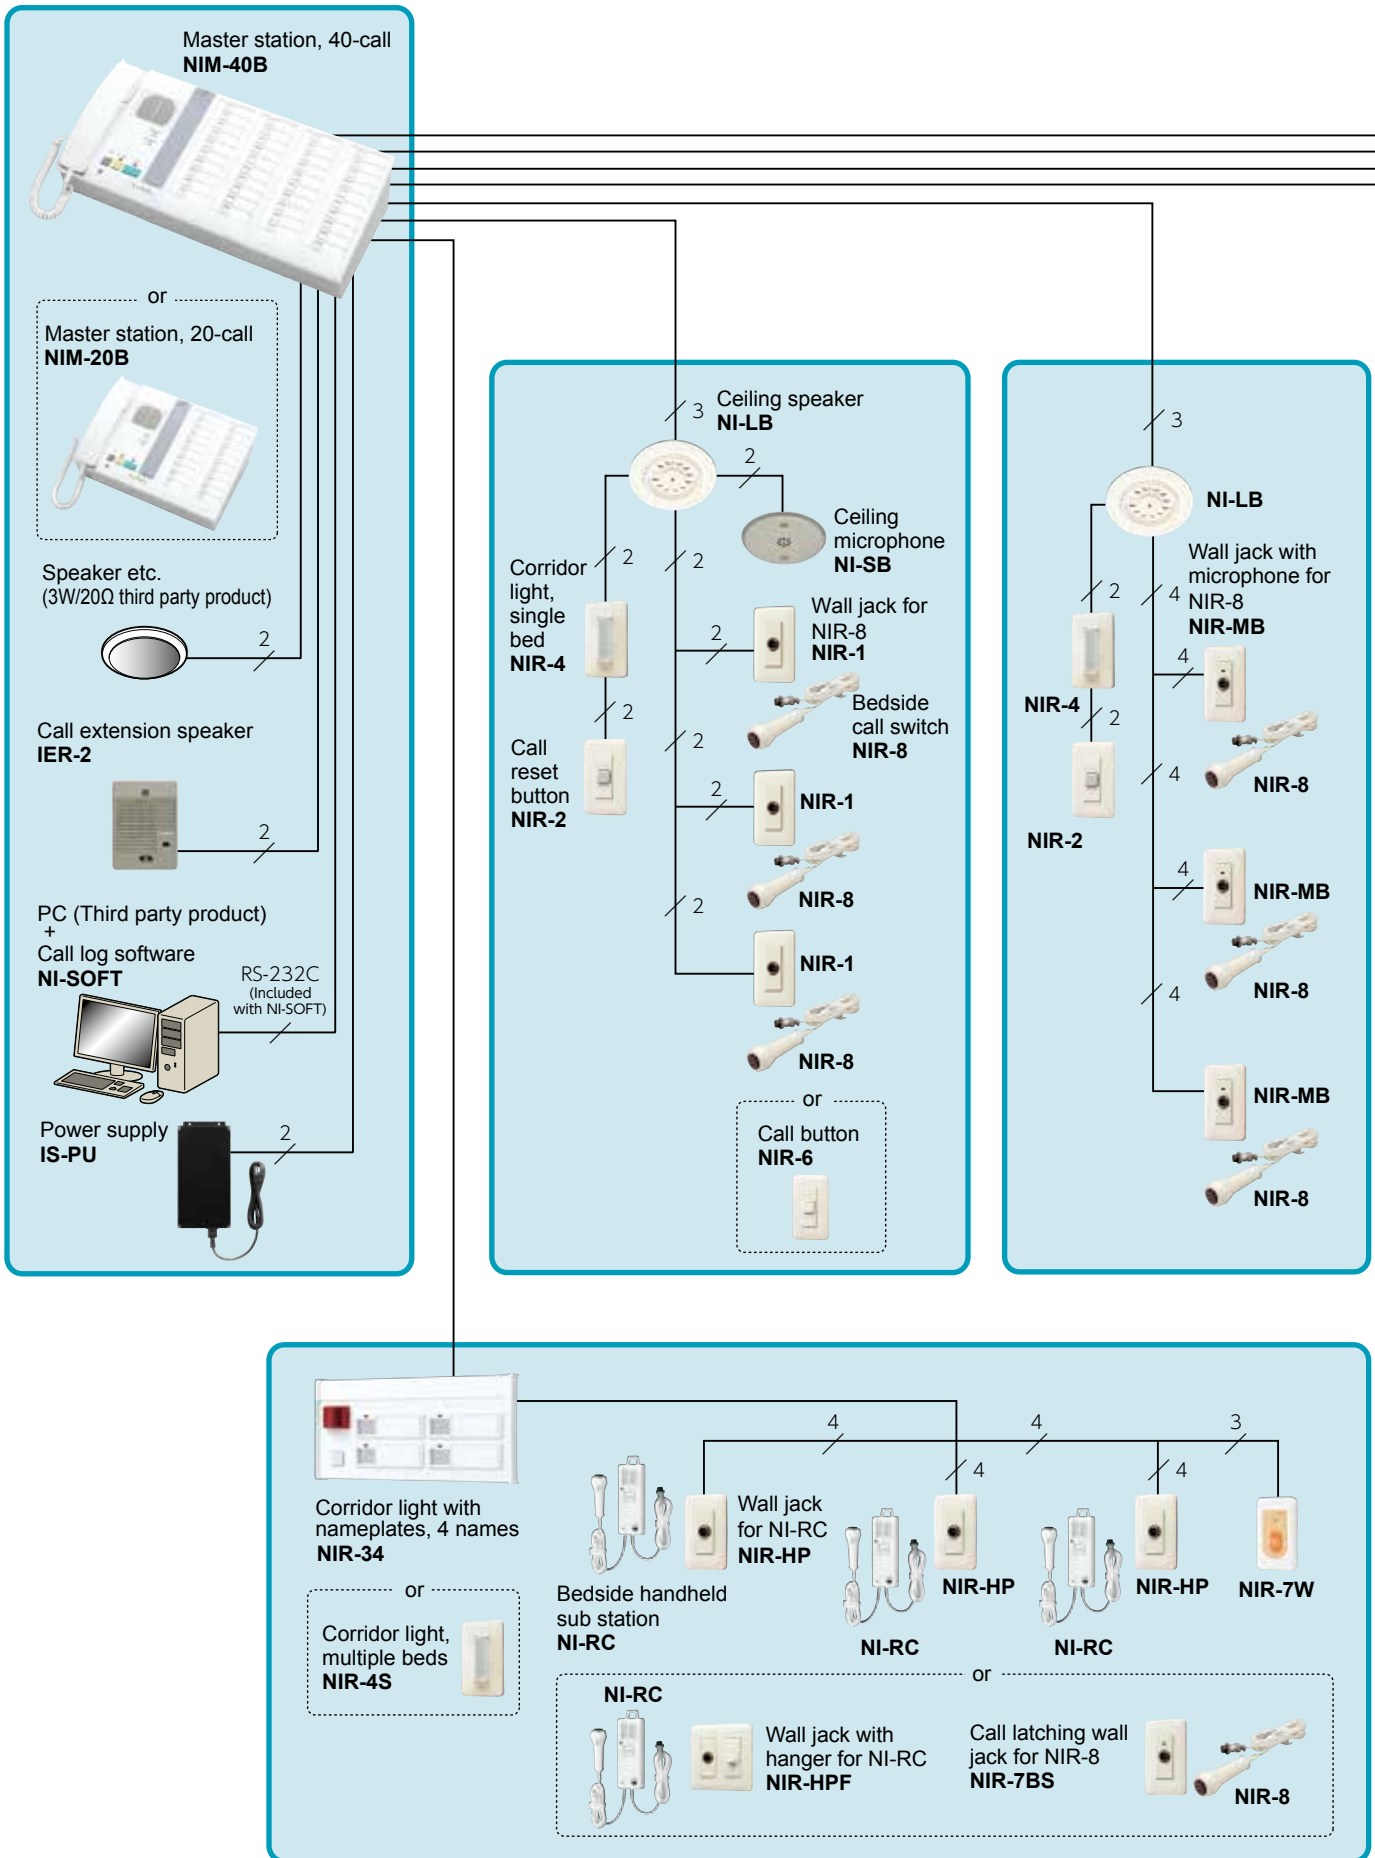 Master station, 40-call
NIM-40B
or
Master station, 20-call
NIM-20B
Speaker etc.
(3W/20Ω third party product)
2
Call extension speaker
IER-2
2
PC (Third party product)
+
Call log software
NI-SOFT
RS-232C
(Included
with NI-SOFT)
Power supply
IS-PU
2
3
Ceiling speaker
NI-LB
2
Ceiling
microphone
NI-SB
2
2
Corridor
light,
single
bed
NIR-4
Wall jack for
NIR-8
NIR-1
2
Bedside
call switch
NIR-8
2
Call
reset
button
NIR-2
2
2
NIR-1
NIR-8
2
NIR-1
NIR-8
or
Call button
NIR-6
3
NI-LB
Wall jack with
microphone for
NIR-8
NIR-MB
2
4
4
NIR-4
2
NIR-8
4
NIR-2
4
NIR-MB
NIR-8
4
NIR-MB
NIR-8
Corridor light with
nameplates, 4 names
NIR-34
or
Corridor light,
multiple beds
NIR-4S
4
4
3
4
4
Wall jack
for NI-RC
NIR-HP
Bedside handheld
sub station
NI-RC
NIR-HP
NI-RC
NIR-HP
NI-RC
NIR-7W
or
NI-RC
Wall jack with
hanger for NI-RC
NIR-HPF
Call latching wall
jack for NIR-8
NIR-7BS
NIR-8